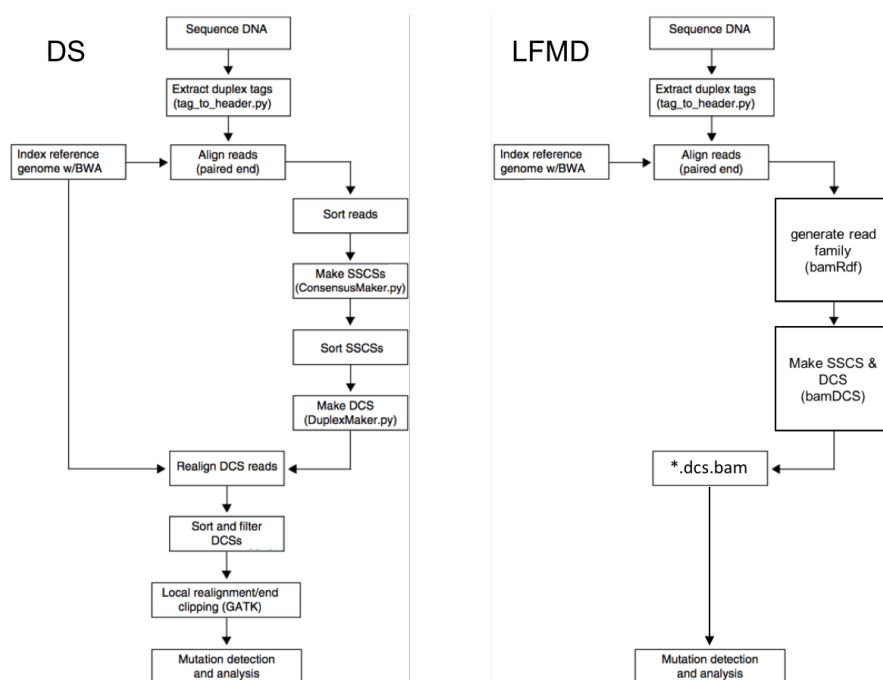 DS
Sequence DNA
Extract duplex tags
(tag_to_header.py)
Index reference
genome w/BWA
Align reads
(paired end)
Sort reads
Make SSCSs
(ConsensusMaker.py)
Sort SSCSs
Make DCS
(DuplexMaker.py)
Realign DCS reads
Sort and filter
DCSs
Local realignment/end
clipping (GATK)
Mutation detection
and analysis
LFMD
Sequence DNA
Extract duplex tags
(tag_to_header.py)
Index reference
genome w/BWA
Align reads
(paired end)
generate read
family
(bamRdf)
Make SSCS &
DCS
(bamDCS)
*.dcs.bam
Mutation detection
and analysis